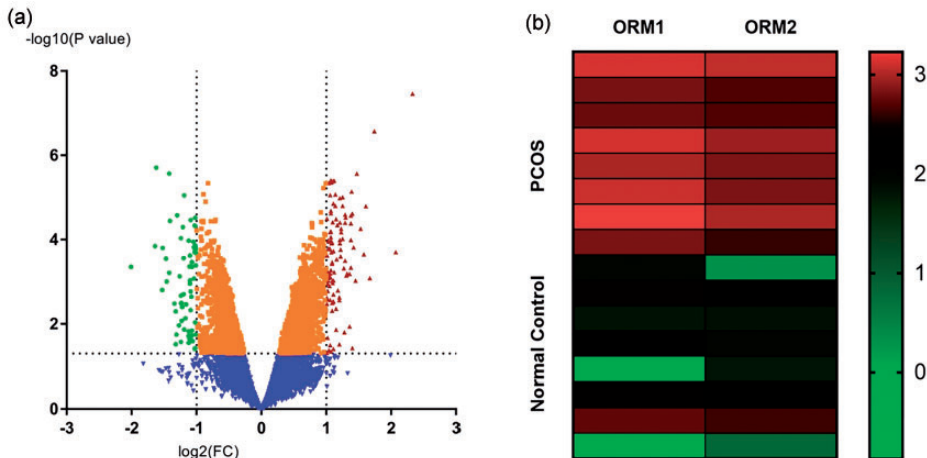 (a)
-log10(P value)
8
6
4
2
0
-3 -2 -1 0 1 2 3
log2(FC)
(b)
ORM1 ORM2
PCOS
Normal Control
3
2
1
0